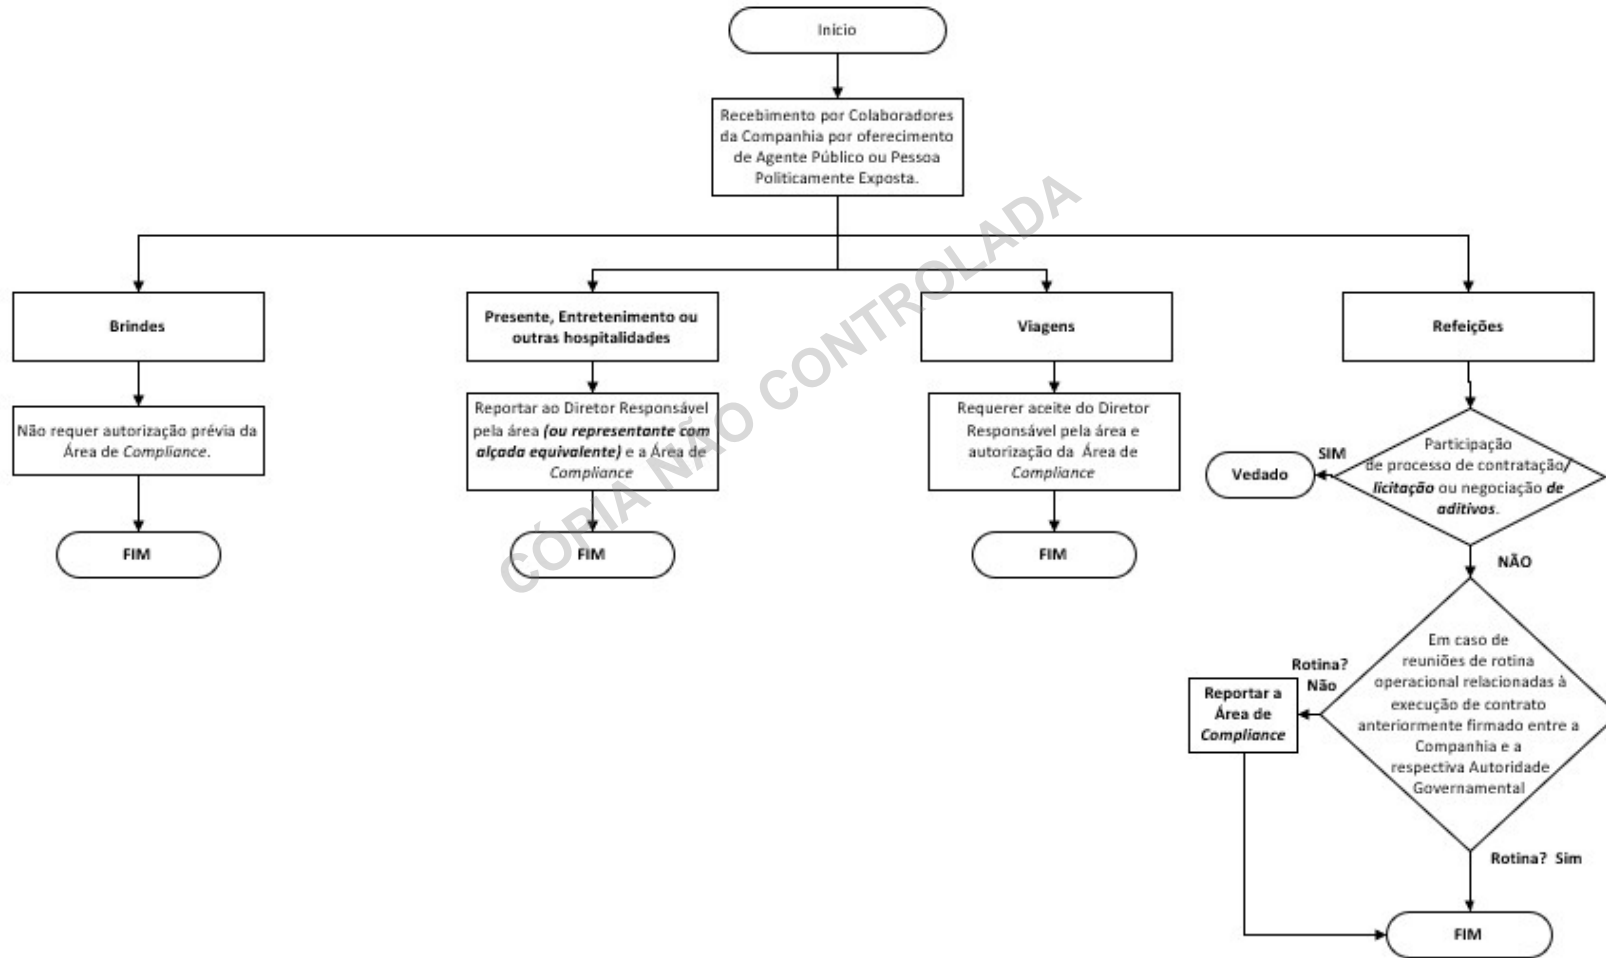 Início
Recebimento por Colaboradores
da Companhia por oferecimento
de Agente Público ou Pessoa
Politicamente Exposta.
Brindes
Não requer autorização prévia da
Área de Compliance.
FIM
Presente, Entretenimento ou
outras hospitalidades
Reportar ao Diretor Responsável
pela área (ou representante com
alçada equivalente) e a Área de
Compliance
FIM
Viagens
Requerer aceite do Diretor
Responsável pela área e
autorização da Área de
Compliance
FIM
Refeições
Participação
de processo de contratação/
licitação ou negociação de
aditivos.
SIM
Vedado
NÃO
Em caso de
reuniões de rotina
operacional relacionadas à
execução de contrato
anteriormente firmado entre a
Companhia e a
respectiva Autoridade
Governamental
Rotina?
Não
Reportar a
Área de
Compliance
Rotina? Sim
FIM
CÓPIA NÃO CONTROLADA